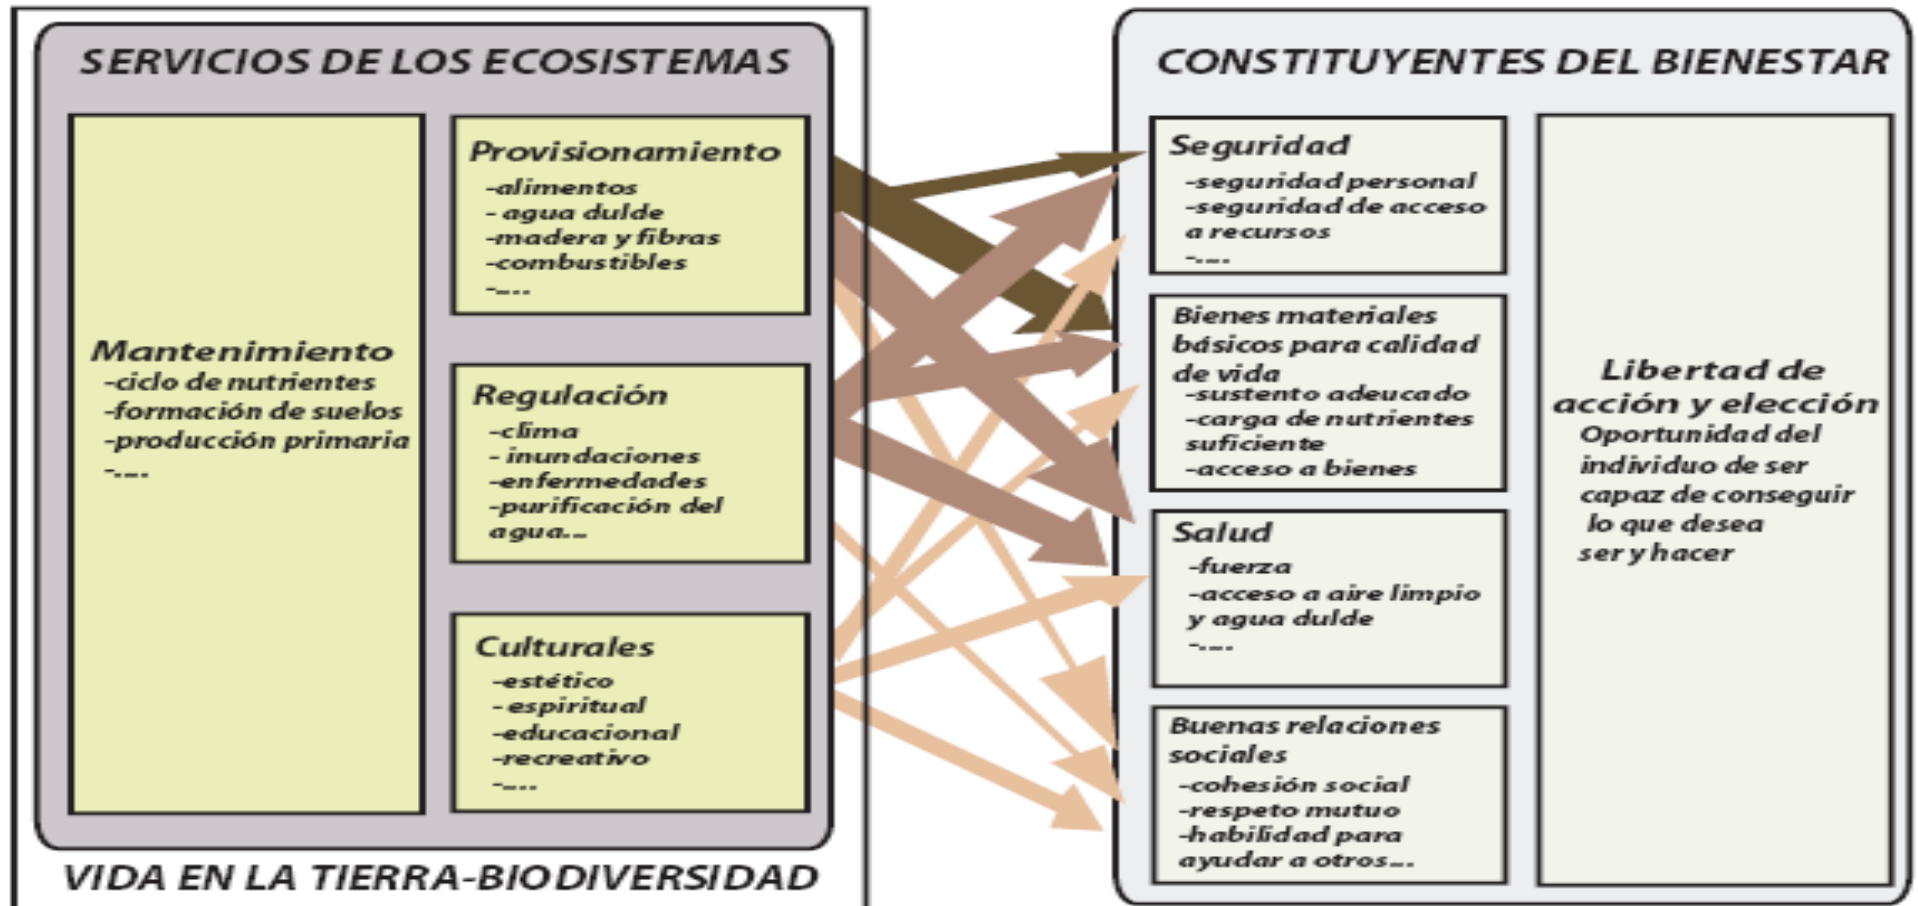 SERVICIOS DE LOS ECOSISTEMAS
Mantenimiento
-ciclo de nutrientes
-formación de suelos
-producción primaria
-....
Provisionamiento
-alimentos
- agua dulde
-madera y fibras
-combustibles
-....
Regulación
-clima
- inundaciones
-enfermedades
-purificación del
agua...
Culturales
-estético
- espiritual
-educacional
-recreativo
-....
VIDA EN LA TIERRA-BIODIVERSIDAD
CONSTITUYENTES DEL BIENESTAR
Seguridad
-seguridad personal
-seguridad de acceso
a recursos
-....
Bienes materiales
básicos para calidad
de vida
-sustento adeucado
-carga de nutrientes
suficiente
-acceso a bienes
Salud
-fuerza
-acceso a aire limpio
y agua dulde
-....
Buenas relaciones
sociales
-cohesión social
-respeto mutuo
-habilidad para
ayudar a otros...
Libertad de
acción y elección
Oportunidad del
individuo de ser
capaz de conseguir
lo que desea
ser y hacer